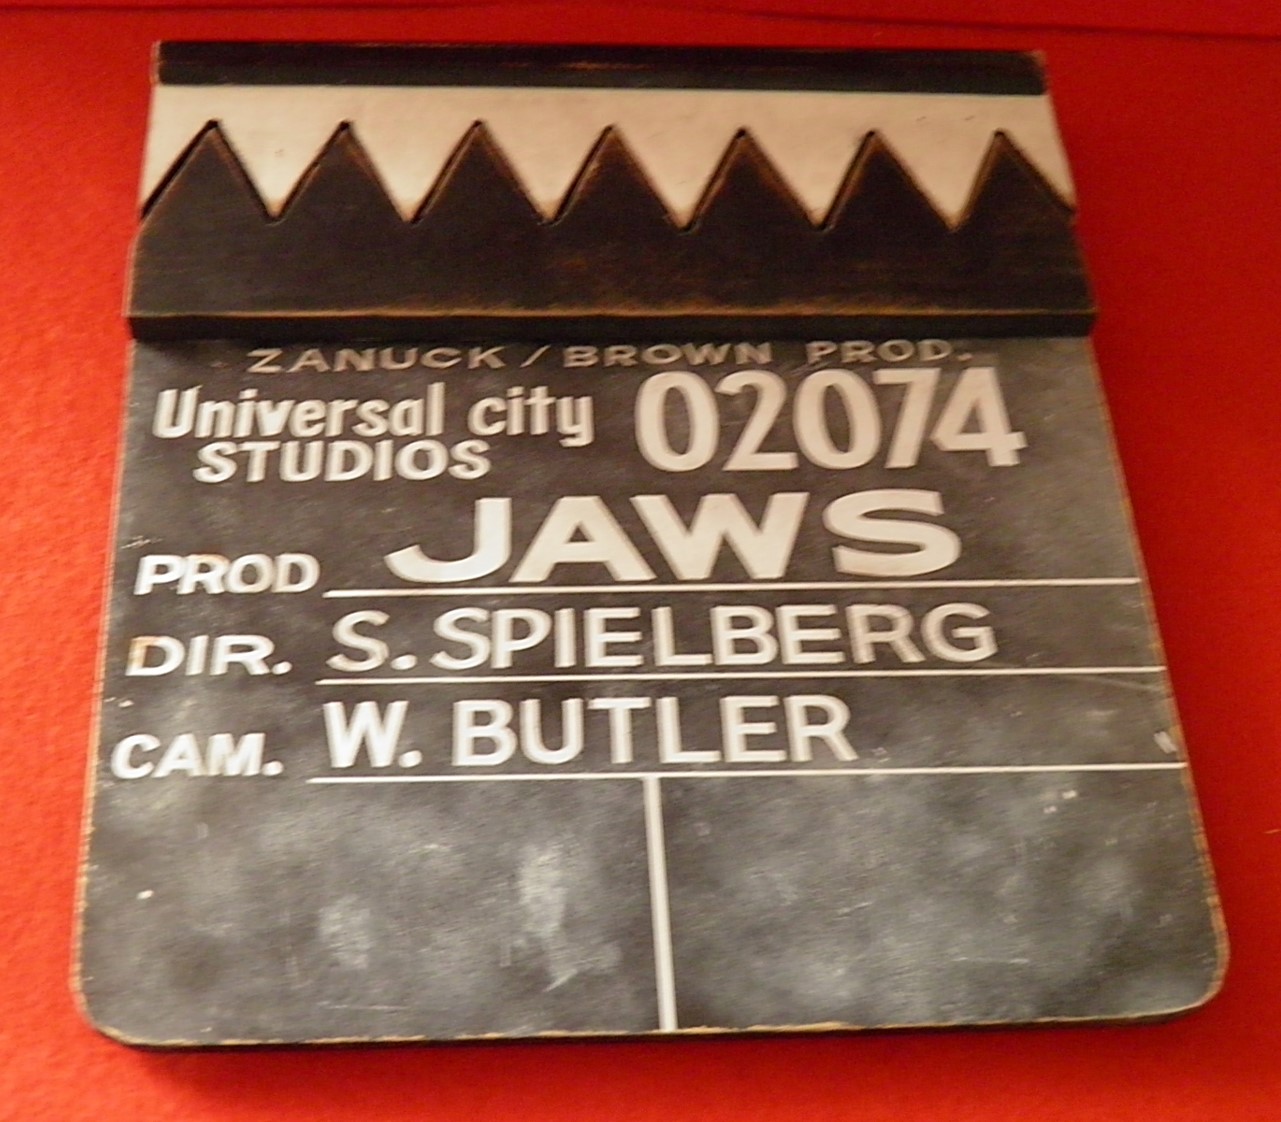 ZANUCK / BROWN PROD.
Universal city 02074
STUDIOS
PROD JAWS
DIR. S. SPIELBERG
CAM. W. BUTLER